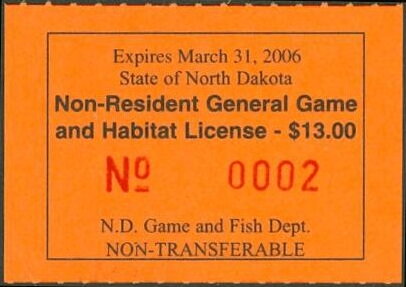 Expires March 31, 2006
State of North Dakota
Non-Resident General Game
and Habitat License - $13.00
Nº 0002
N.D. Game and Fish Dept.
NON-TRANSFERABLE